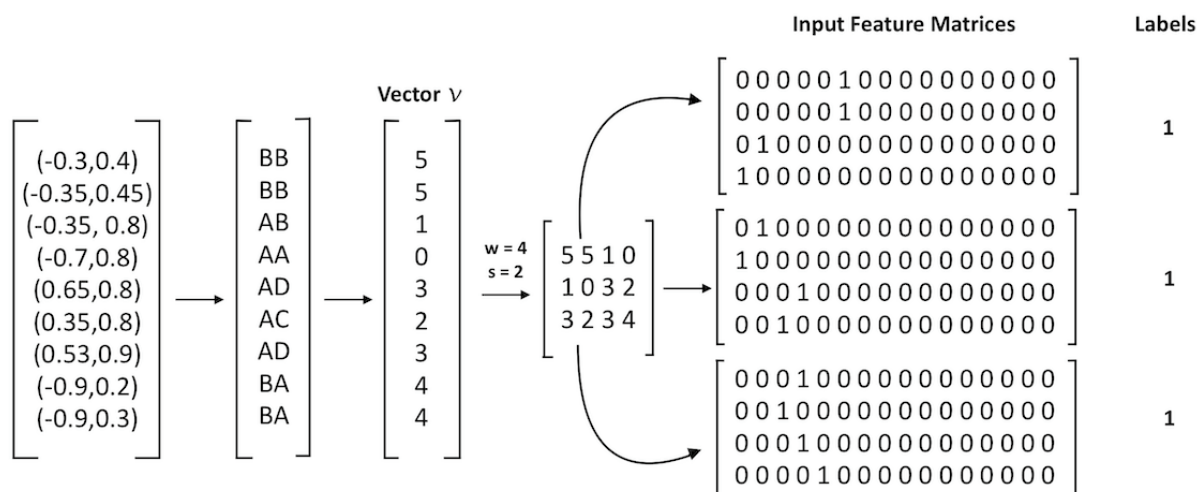 Input Feature Matrices
Labels
Vector ν
(-0.3,0.4)
(-0.35,0.45)
(-0.35, 0.8)
(-0.7,0.8)
(0.65,0.8)
(0.35,0.8)
(0.53,0.9)
(-0.9,0.2)
(-0.9,0.3)
BB
BB
AB
AA
AD
AC
AD
BA
BA
5
5
1
0
3
2
3
4
4
w = 4
s = 2
5 5 1 0
1 0 3 2
3 2 3 4
0 0 0 0 0 1 0 0 0 0 0 0 0 0 0 0
0 0 0 0 0 1 0 0 0 0 0 0 0 0 0 0
0 1 0 0 0 0 0 0 0 0 0 0 0 0 0 0
1 0 0 0 0 0 0 0 0 0 0 0 0 0 0 0
1
0 1 0 0 0 0 0 0 0 0 0 0 0 0 0 0
1 0 0 0 0 0 0 0 0 0 0 0 0 0 0 0
0 0 0 1 0 0 0 0 0 0 0 0 0 0 0 0
0 0 1 0 0 0 0 0 0 0 0 0 0 0 0 0
1
0 0 0 1 0 0 0 0 0 0 0 0 0 0 0 0
0 0 1 0 0 0 0 0 0 0 0 0 0 0 0 0
0 0 0 1 0 0 0 0 0 0 0 0 0 0 0 0
0 0 0 0 1 0 0 0 0 0 0 0 0 0 0 0
1